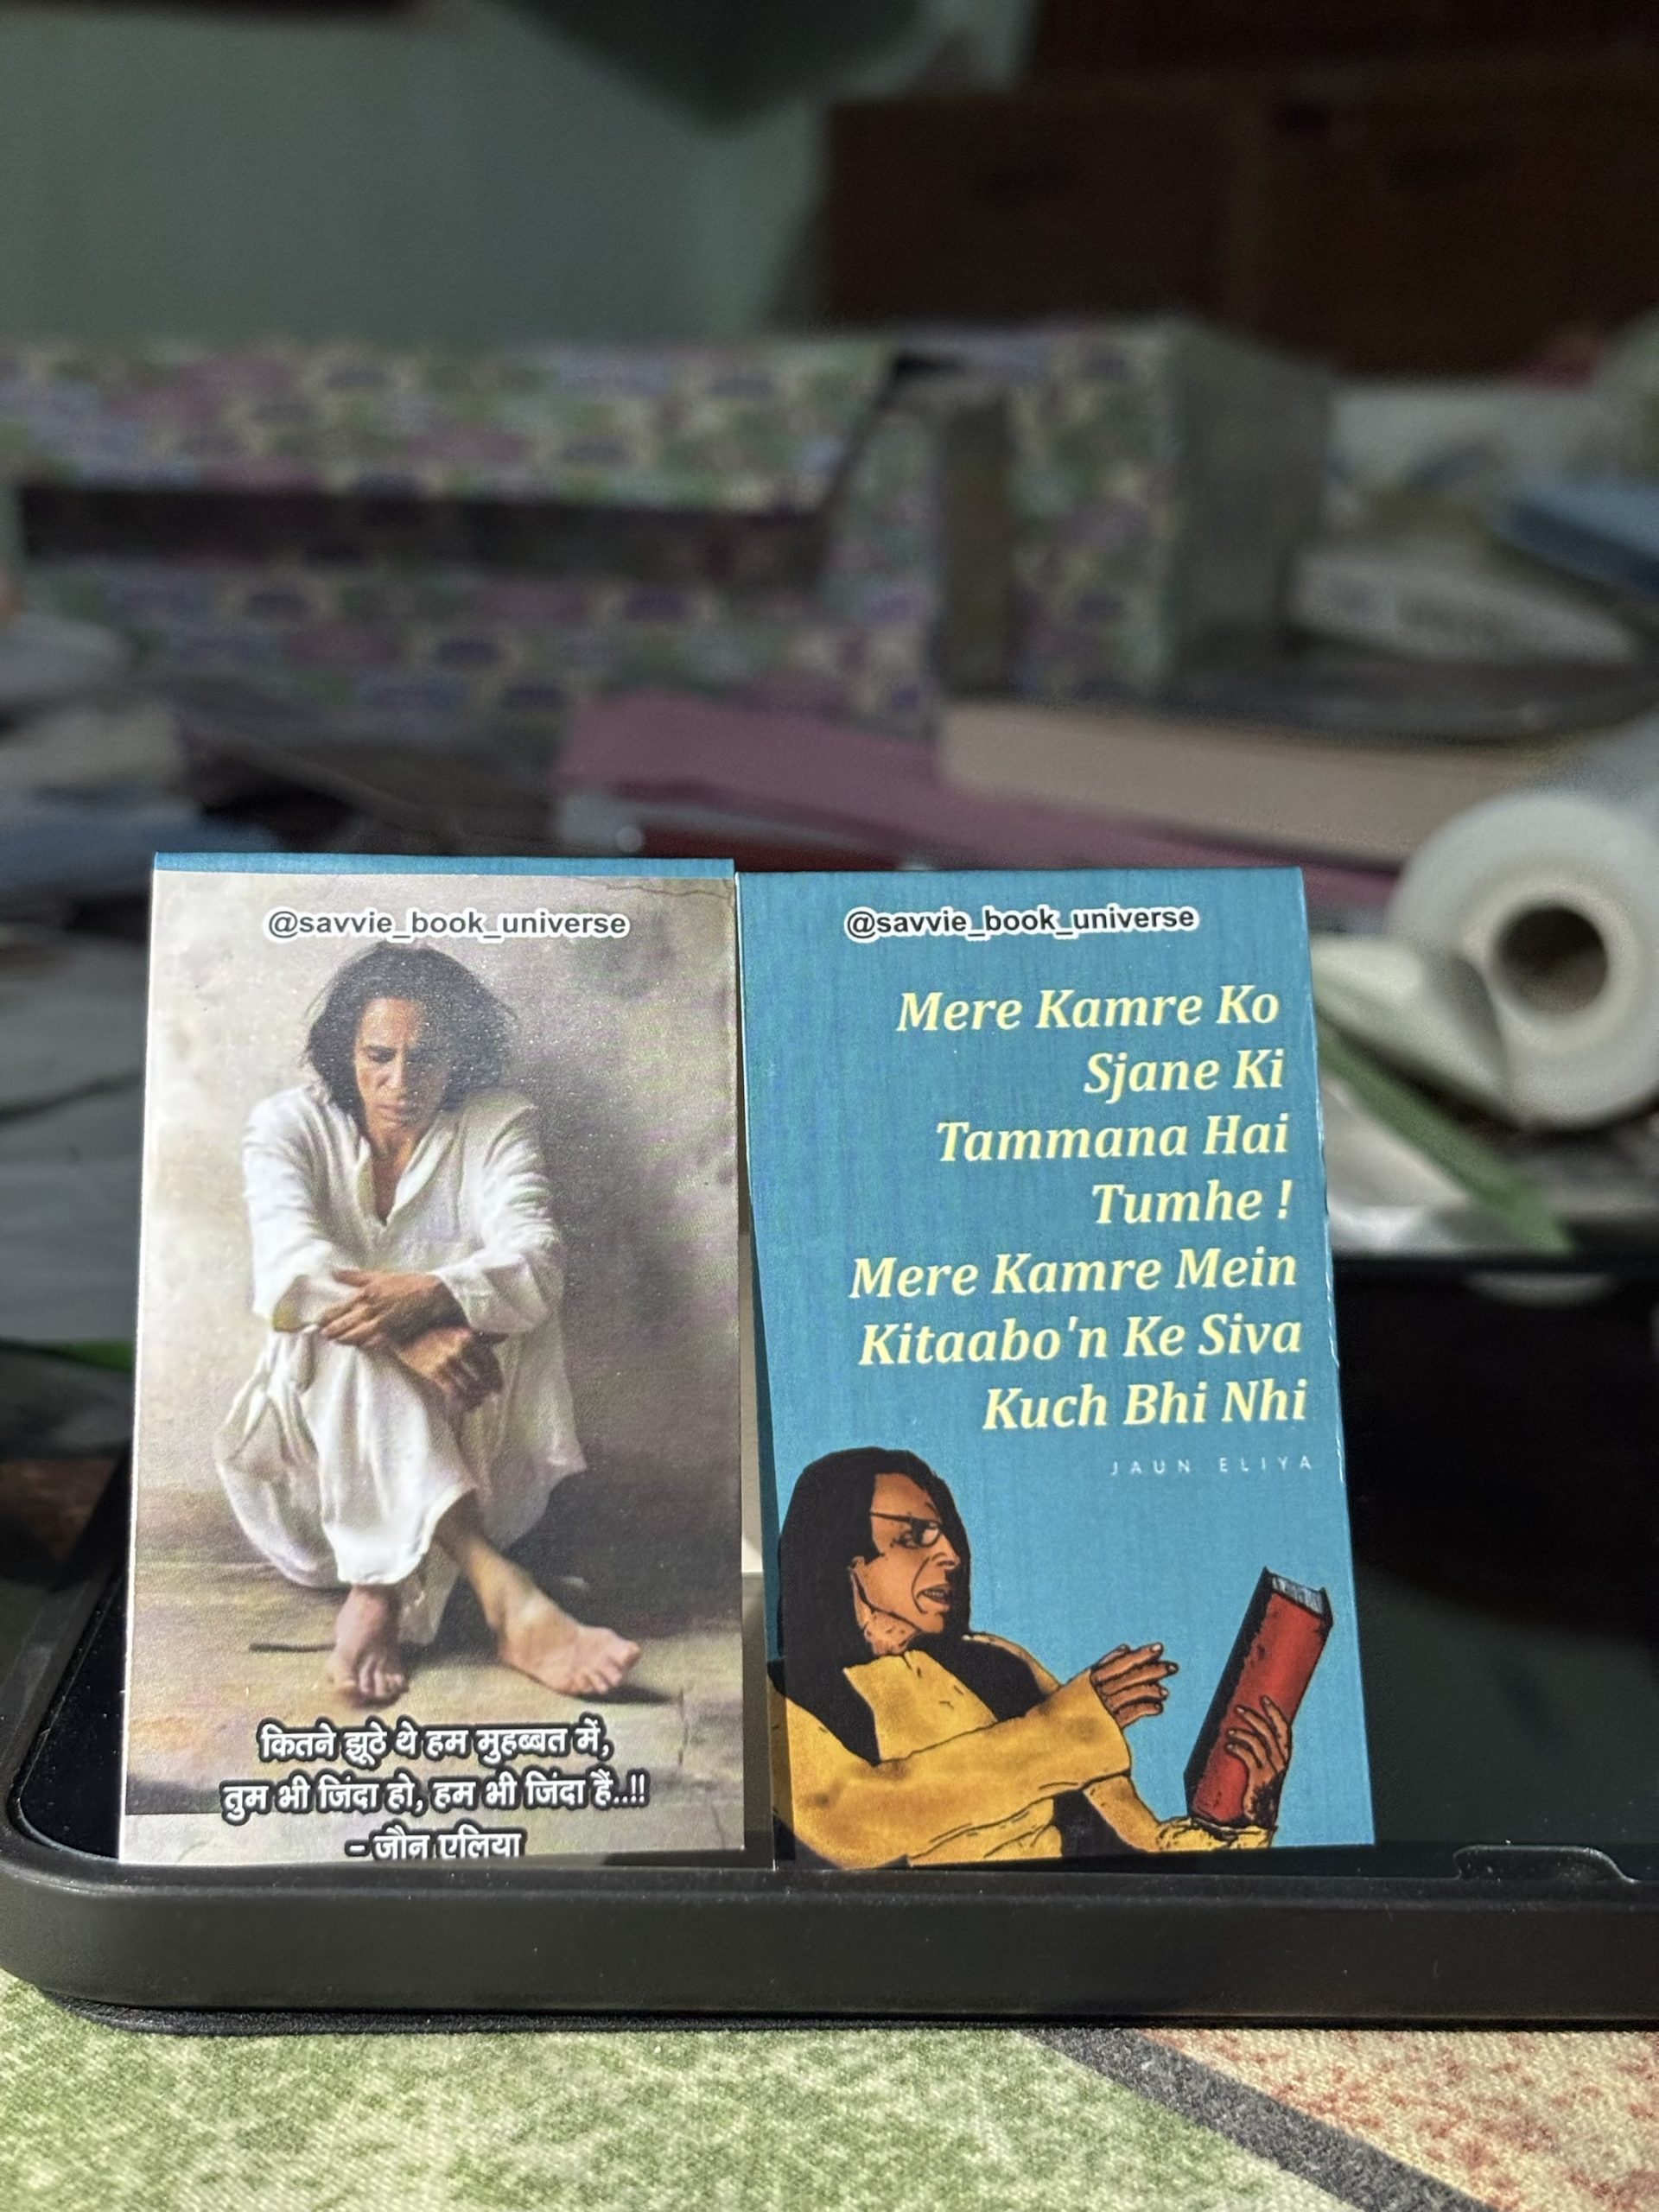 @savvie_book_universe
कितने झूठे थे हम मुहब्बत में,
तुम भी जिंदा हो, हम भी जिंदा हैं..!!
- जौन एलिया
@savvie_book_universe
Mere Kamre Ko
Sjane Ki
Tammana Hai
Tumhe !
Mere Kamre Mein
Kitaabo'n Ke Siva
Kuch Bhi Nhi
JAUN ELIYA